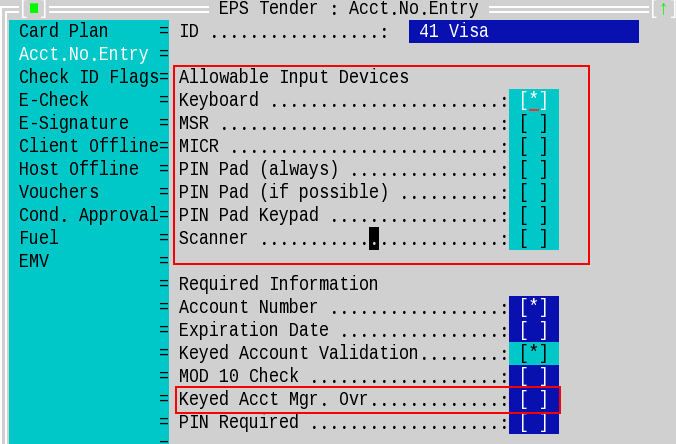 [■] EPS Tender : Acct.No.Entry [↑]
Card Plan = ID .................: 41 Visa
Acct.No.Entry =
Check ID Flags= Allowable Input Devices
E-Check = Keyboard ......................: [*]
E-Signature = MSR .............................: [ ]
Client Offline= MICR ............................: [ ]
Host Offline = PIN Pad (always) ................: [ ]
Vouchers = PIN Pad (if possible) ...........: [ ]
Cond. Approval= PIN Pad Keypad ..................: [ ]
Fuel = Scanner .........................: [ ]
EMV =
= Required Information
= Account Number ..................: [*]
= Expiration Date .................: [ ]
= Keyed Account Validation........: [*]
= MOD 10 Check ....................: [ ]
= Keyed Acct Mgr. Ovr.............: [ ]
= PIN Required ....................: [ ]
=